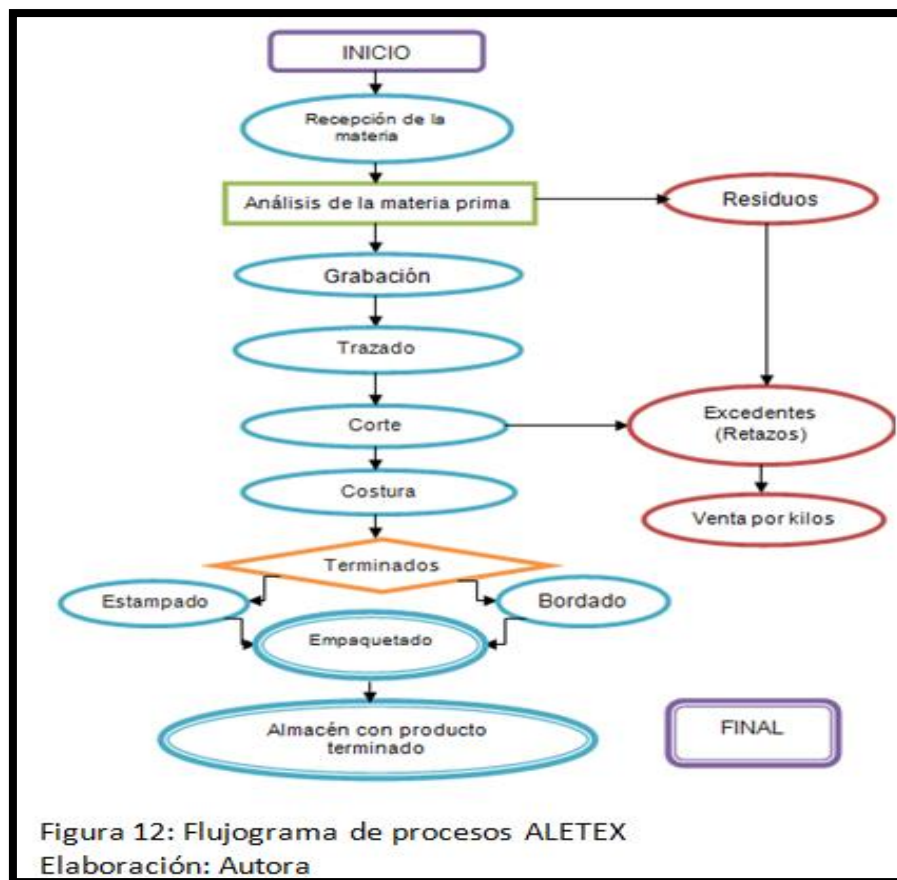 INICIO
Recepción de la
materia
Análisis de la materia prima
Residuos
Grabación
Trazado
Corte
Excedentes
(Retazos)
Costura
Venta por kilos
Terminados
Estampado
Bordado
Empaquetado
Almacén con producto
terminado
FINAL
Figura 12: Flujograma de procesos ALETEX
Elaboración: Autora